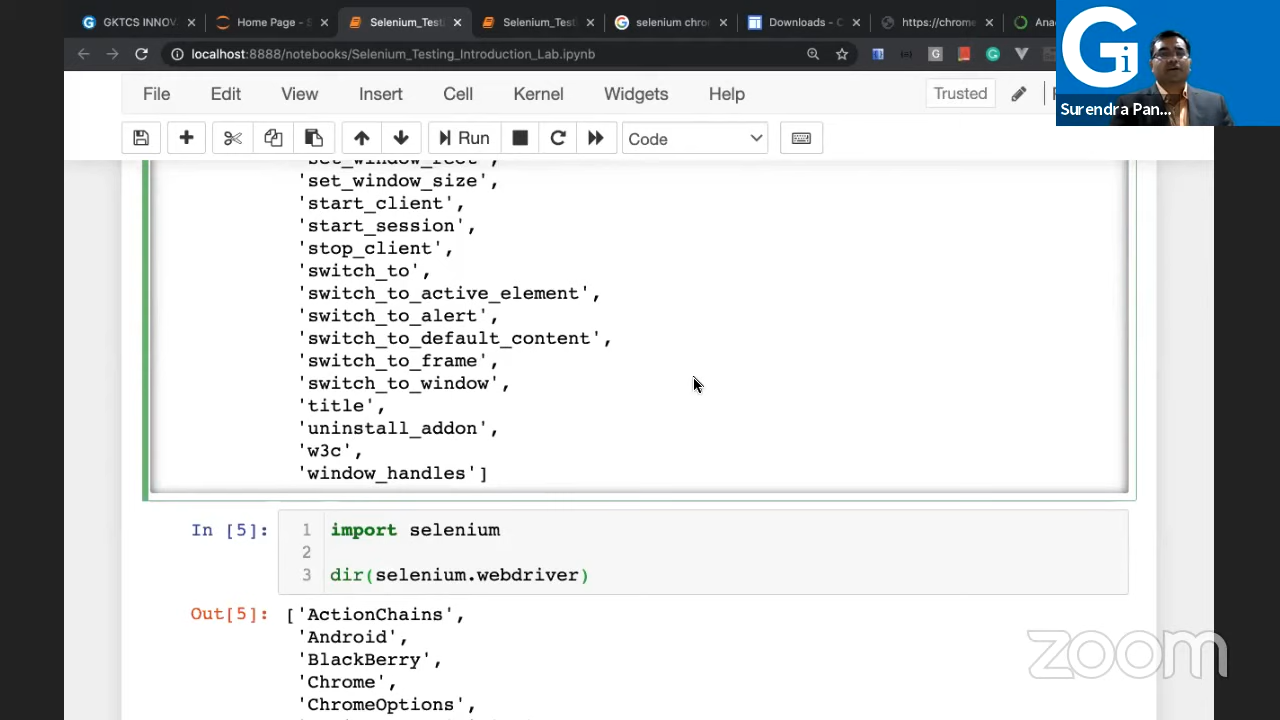 GKTCS INNOV
Home Page - S
Selenium_Test
Selenium_Test
selenium chro
Downloads - C
https://chrome
Ana
localhost:8888/notebooks/Selenium_Testing_Introduction_Lab.ipynb
Gi
Surendra Pan...
File Edit View Insert Cell Kernel Widgets Help Trusted
Run Code
'set_window_rect',
'set_window_size',
'start_client',
'start_session',
'stop_client',
'switch_to',
'switch_to_active_element',
'switch_to_alert',
'switch_to_default_content',
'switch_to_frame',
'switch_to_window',
'title',
'uninstall_addon',
'w3c',
'window_handles']
In [5]: 1 import selenium
2
3 dir(selenium.webdriver)
Out[5]: ['ActionChains',
'Android',
'BlackBerry',
'Chrome',
'ChromeOptions',
zoom